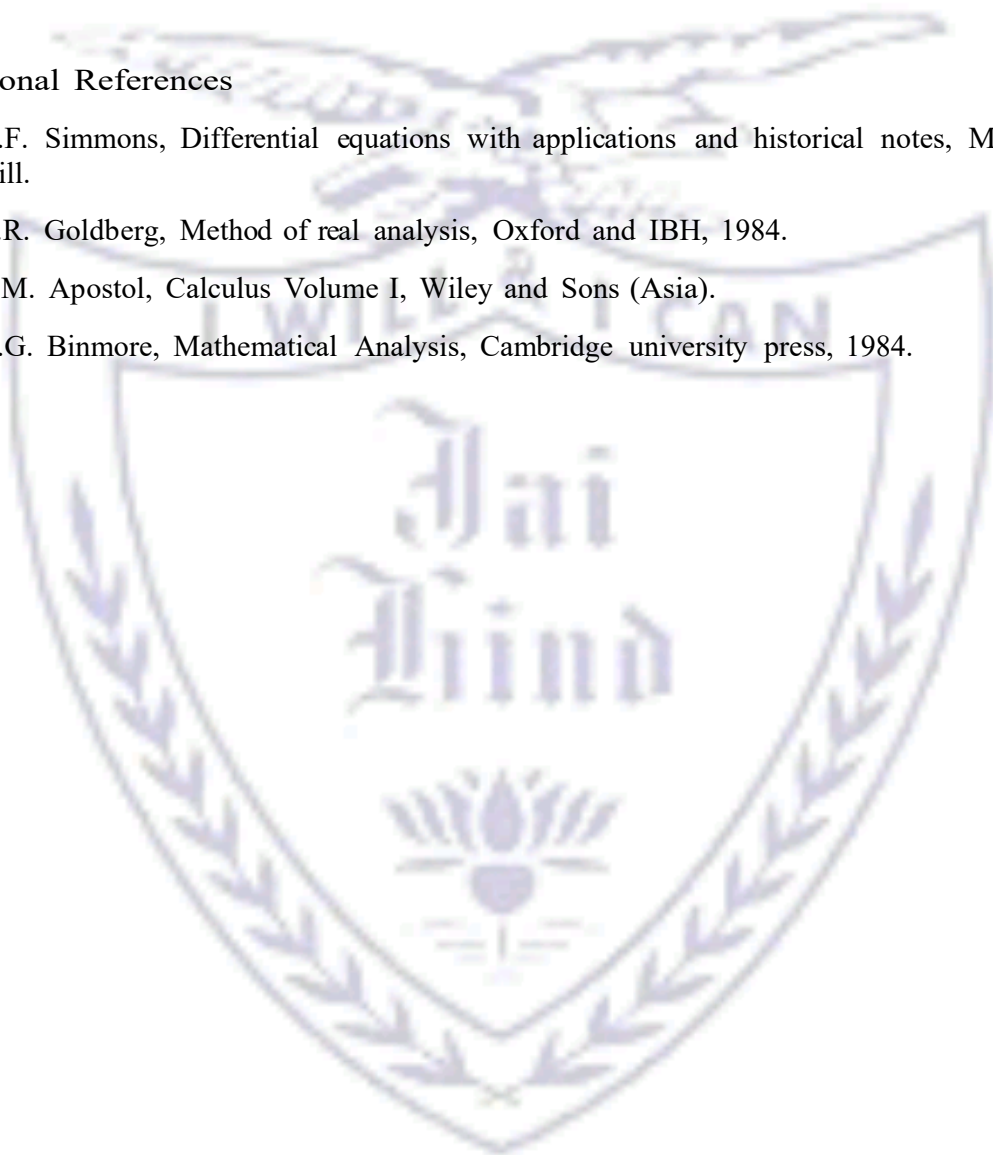 onal References
.F. Simmons, Differential equations with applications and historical notes, M
ill.
.R. Goldberg, Method of real analysis, Oxford and IBH, 1984.
M. Apostol, Calculus Volume I, Wiley and Sons (Asia).
I WILL & I CAN
.G. Binmore, Mathematical Analysis, Cambridge university press, 1984.
Jai
Hind